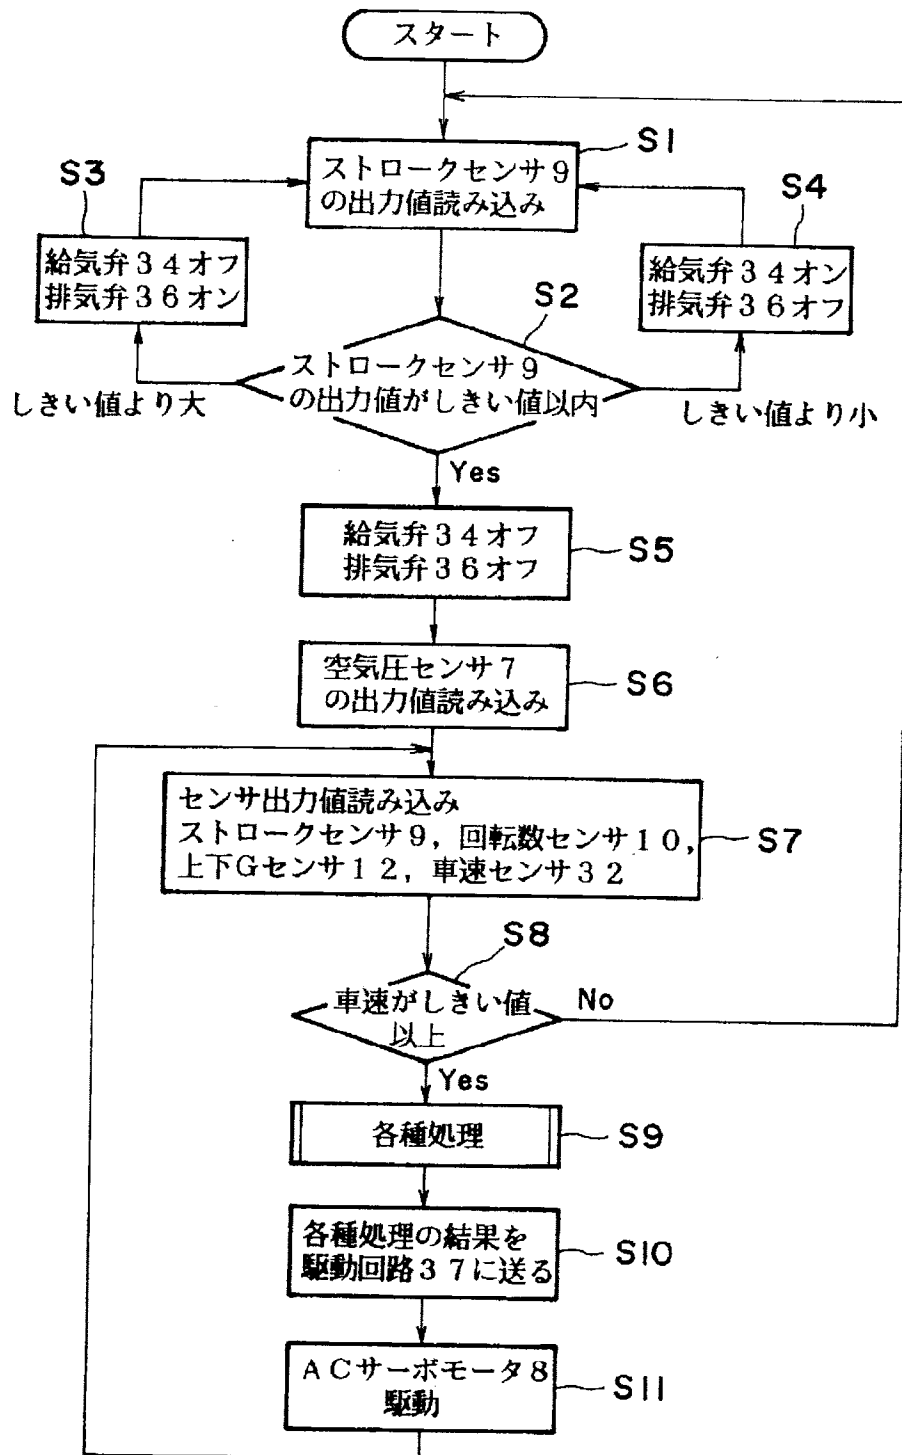 スタート
S1
ストロークセンサ9
の出力値読み込み
S3
給気弁34オフ
排気弁36オン
S4
給気弁34オン
排気弁36オフ
S2
ストロークセンサ9
の出力値がしきい値以内
しきい値より大
しきい値より小
Yes
給気弁34オフ
排気弁36オフ
S5
空気圧センサ7
の出力値読み込み
S6
センサ出力値読み込み
ストロークセンサ9, 回転数センサ10,
上下Gセンサ12, 車速センサ32
S7
S8
車速がしきい値
以上
No
Yes
各種処理
S9
各種処理の結果を
駆動回路37に送る
S10
ACサーボモータ8
駆動
S11